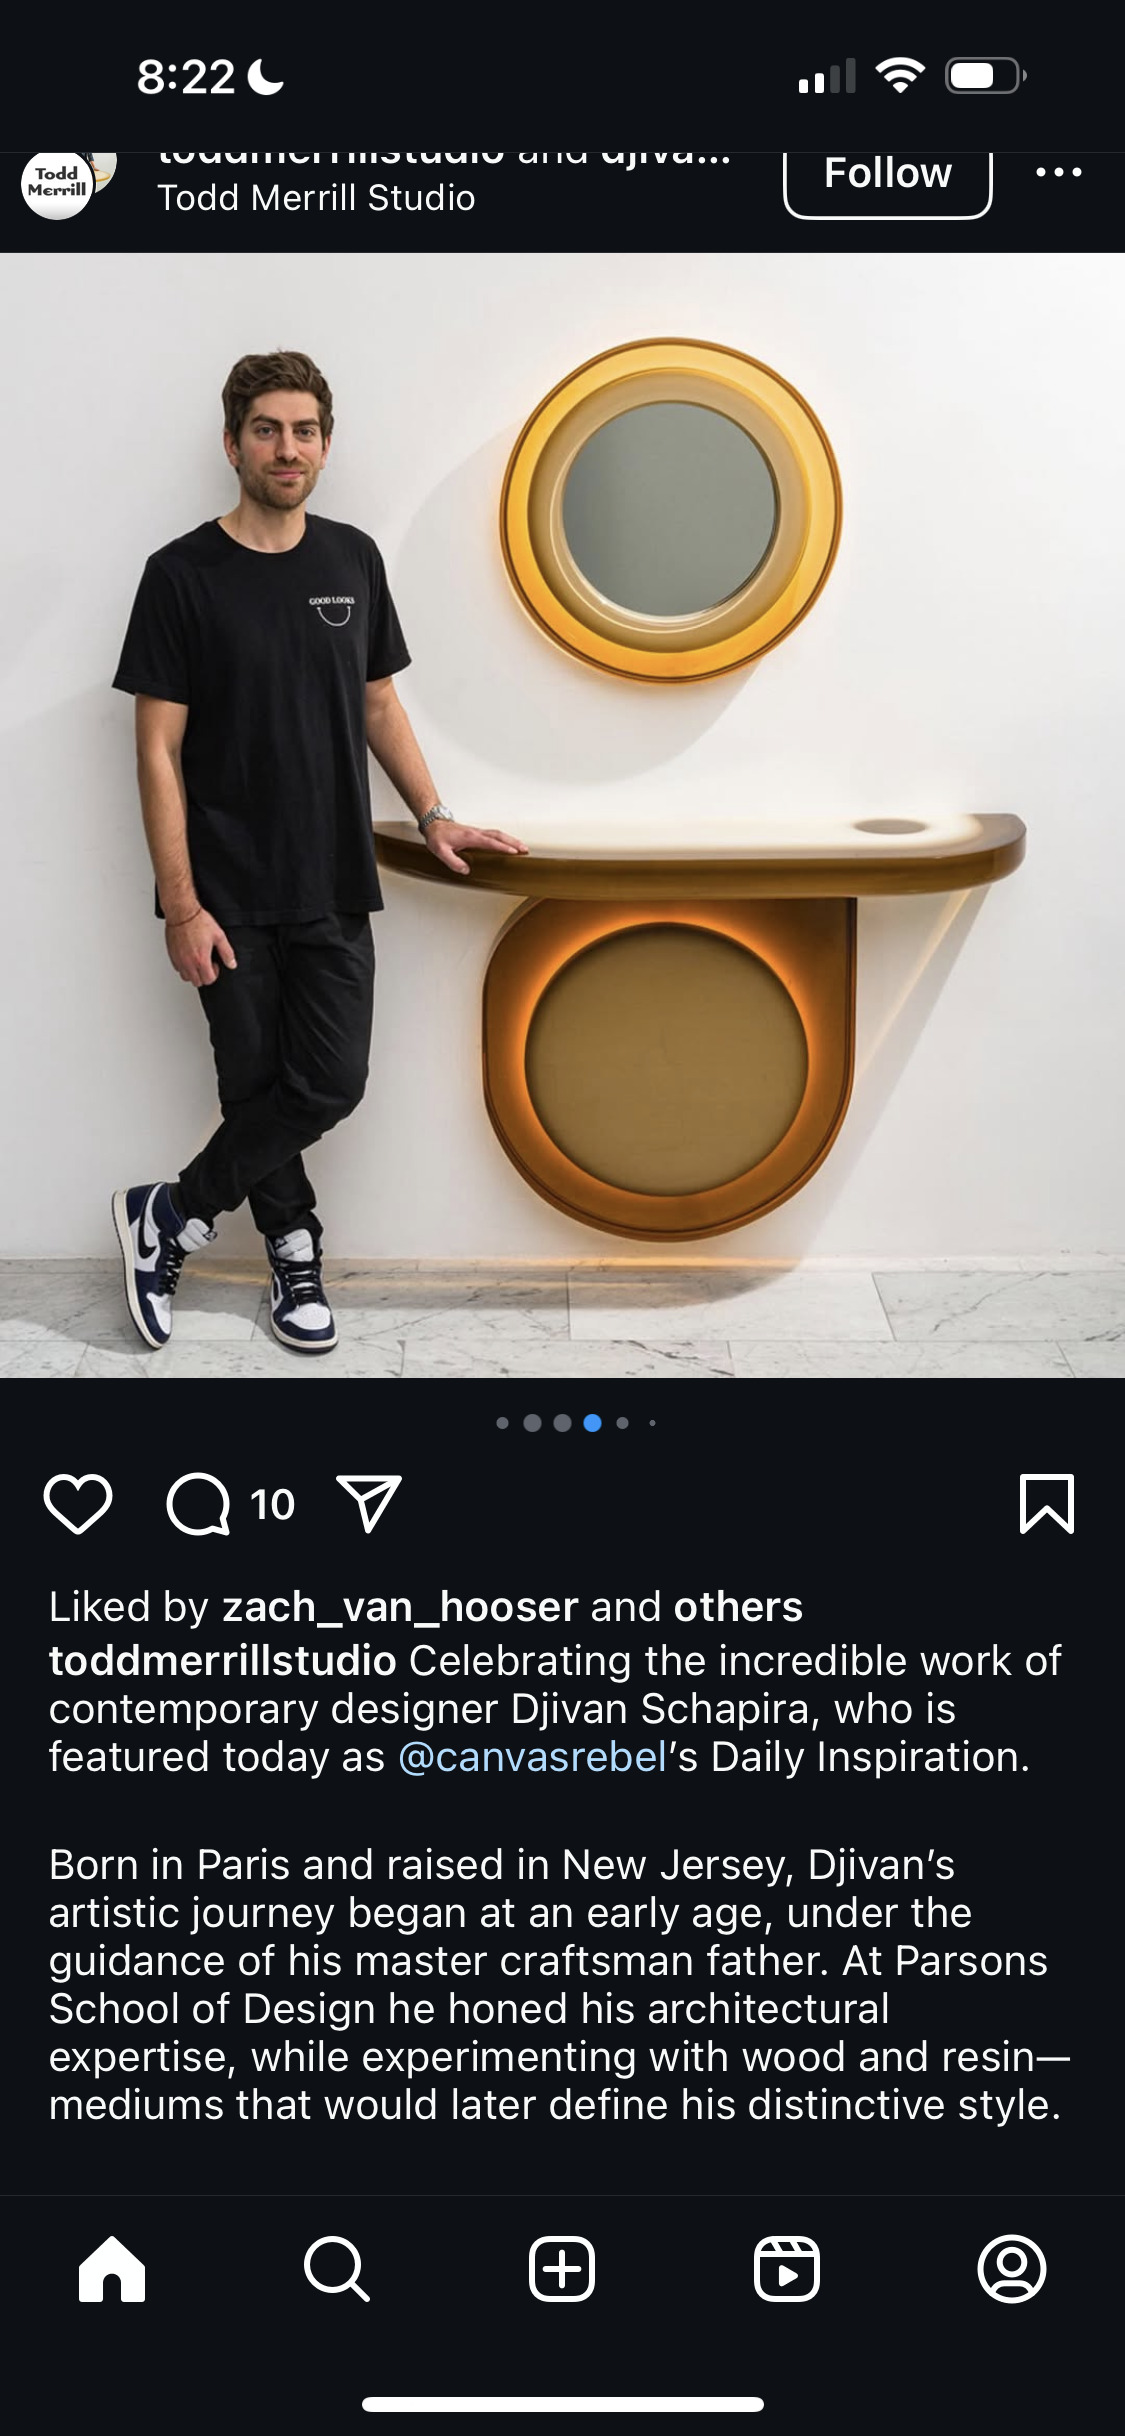 8:22
toddmerrillstudio and djiva...
Todd
Merrill
Todd Merrill Studio
Follow
GOOD LOOKS
10
Liked by zach_van_hooser and others
toddmerrillstudio Celebrating the incredible work of
contemporary designer Djivan Schapira, who is
featured today as @canvasrebel’s Daily Inspiration.
Born in Paris and raised in New Jersey, Djivan’s
artistic journey began at an early age, under the
guidance of his master craftsman father. At Parsons
School of Design he honed his architectural
expertise, while experimenting with wood and resin—
mediums that would later define his distinctive style.